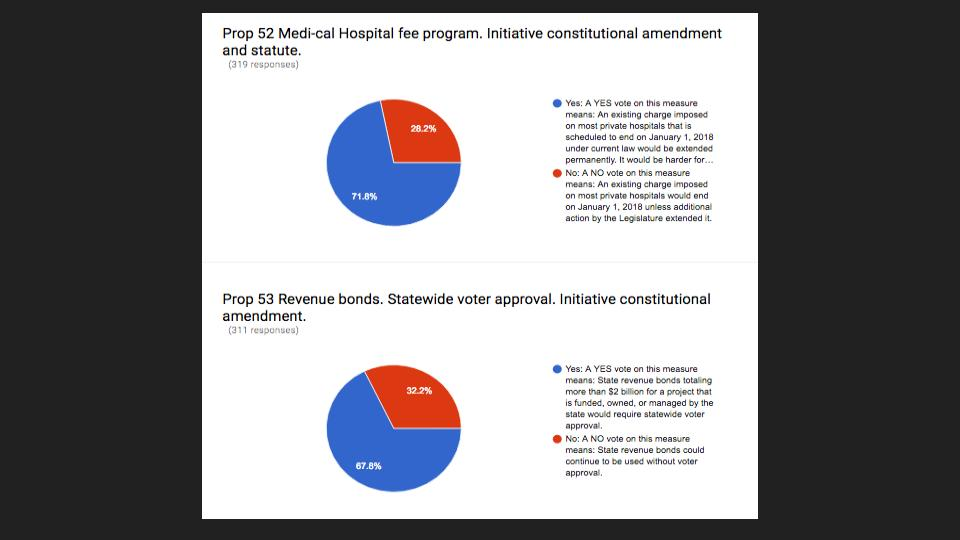 Prop 52 Medi-cal Hospital fee program. Initiative constitutional amendment
and statute.
(319 responses)
28.2%
71.8%
Yes: A YES vote on this measure
means: An existing charge imposed
on most private hospitals that is
scheduled to end on January 1, 2018
under current law would be extended
permanently. It would be harder for…
No: A NO vote on this measure
means: An existing charge imposed
on most private hospitals would end
on January 1, 2018 unless additional
action by the Legislature extended it.
Prop 53 Revenue bonds. Statewide voter approval. Initiative constitutional
amendment.
(311 responses)
32.2%
67.8%
Yes: A YES vote on this measure
means: State revenue bonds totaling
more than $2 billion for a project that
is funded, owned, or managed by the
state would require statewide voter
approval.
No: A NO vote on this measure
means: State revenue bonds could
continue to be used without voter
approval.